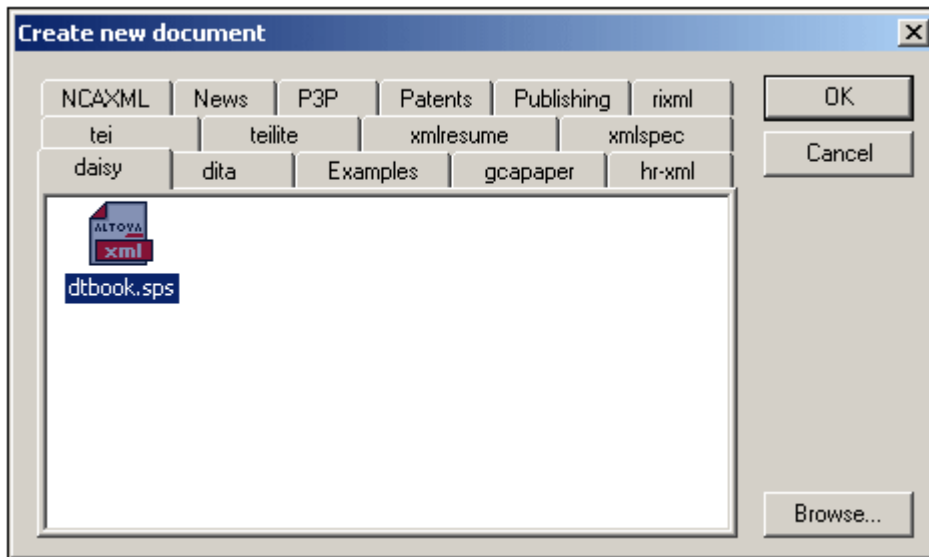 Create new document
NCAXML News P3P Patents Publishing rixml
OK
tei teilite xmlresume xmlspec
Cancel
daisy dita Examples gcapaper hr-xml
ALTOVA
xml
dtbook.sps
Browse...